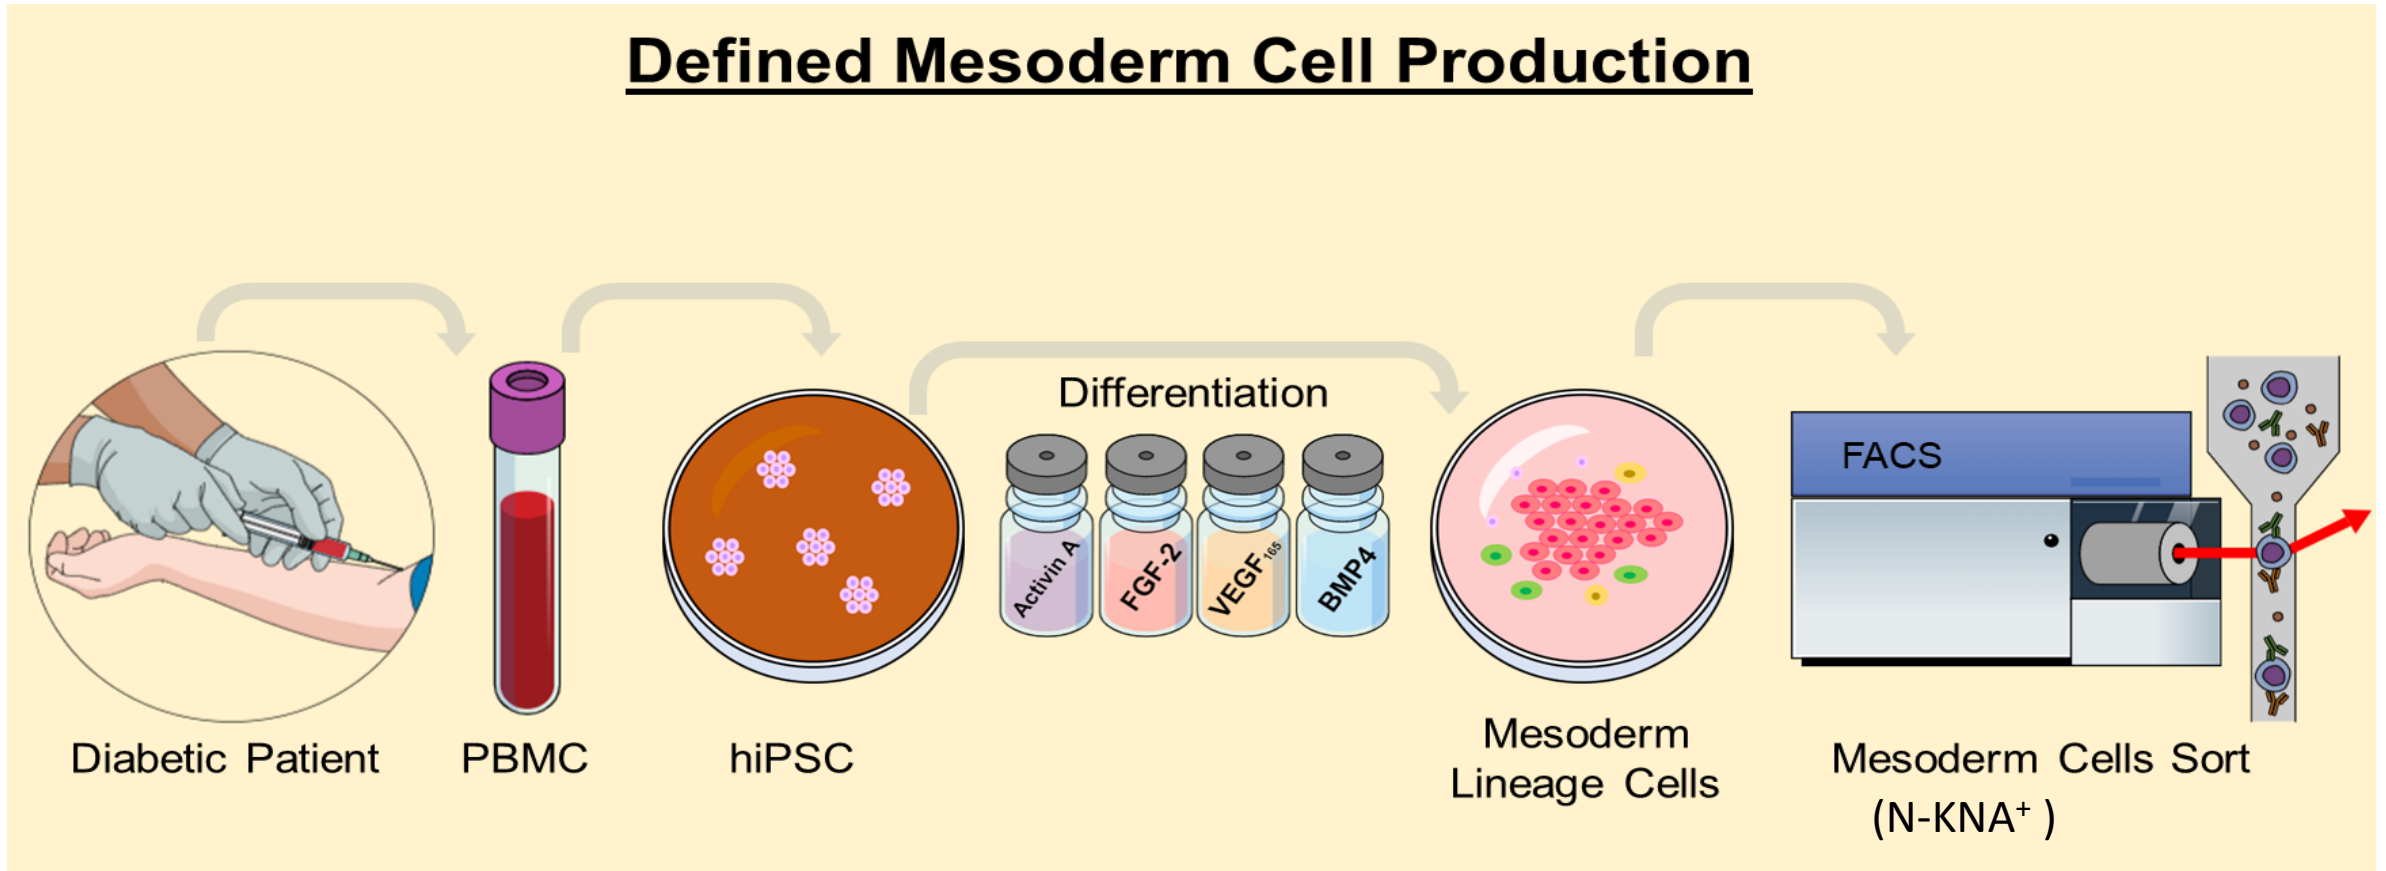 Defined Mesoderm Cell Production
Differentiation
Activin A
FGF-2
VEGF₁₆₅
BMP4
FACS
Diabetic Patient
PBMC
hiPSC
Mesoderm
Lineage Cells
Mesoderm Cells Sort
(N-KNA⁺ )